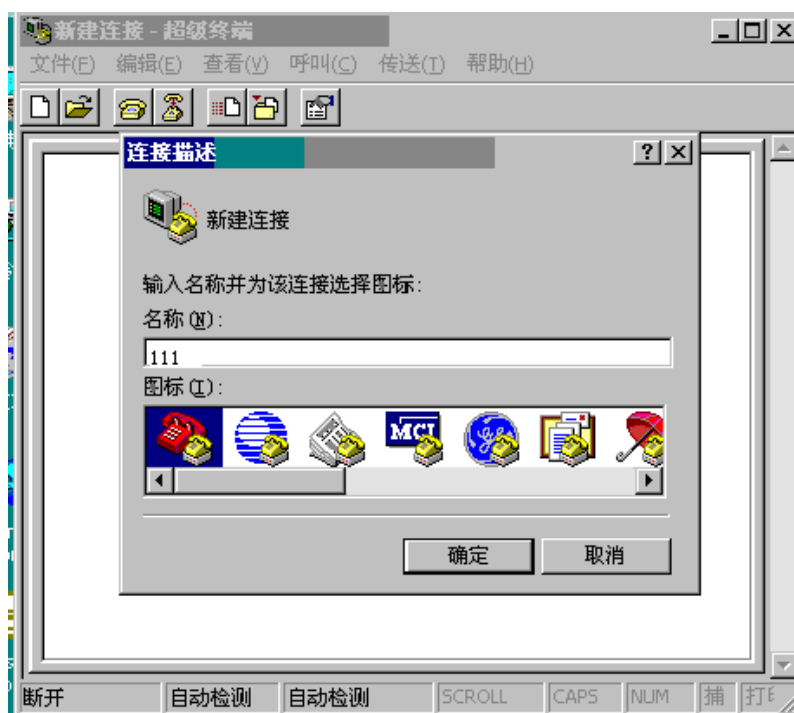 新建连接 - 超级终端
文件(F) 编辑(E) 查看(V) 呼叫(C) 传送(T) 帮助(H)
连接描述
新建连接
输入名称并为该连接选择图标:
名称(N):
111
图标(I):
MCI
确定 取消
断开 自动检测 自动检测 SCROLL CAPS NUM 捕